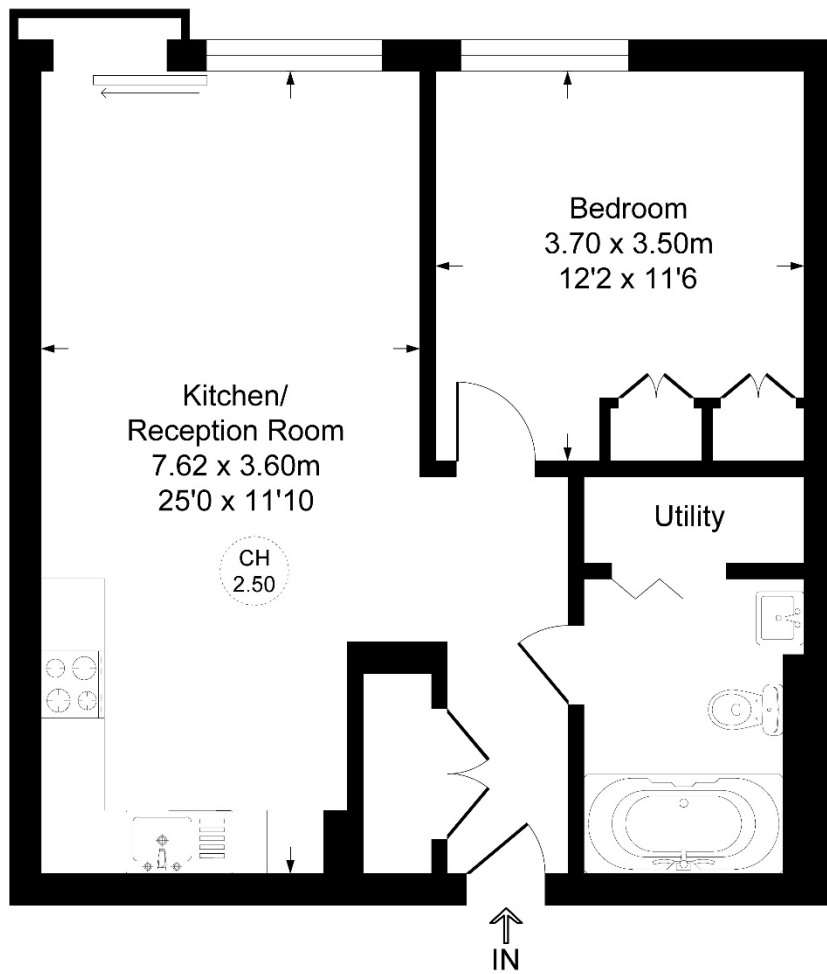 Bedroom
3.70 x 3.50m
12'2 x 11'6
Kitchen/
Reception Room
7.62 x 3.60m
25'0 x 11'10
CH
2.50
Utility
IN